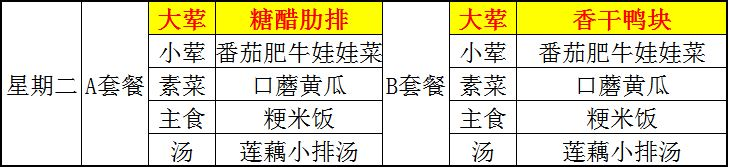 星期二 A套餐 大荤 糖醋肋排 B套餐 大荤 香干鸭块
小荤 番茄肥牛娃娃菜 小荤 番茄肥牛娃娃菜
素菜 口蘑黄瓜 素菜 口蘑黄瓜
主食 粳米饭 主食 粳米饭
汤 莲藕小排汤 汤 莲藕小排汤